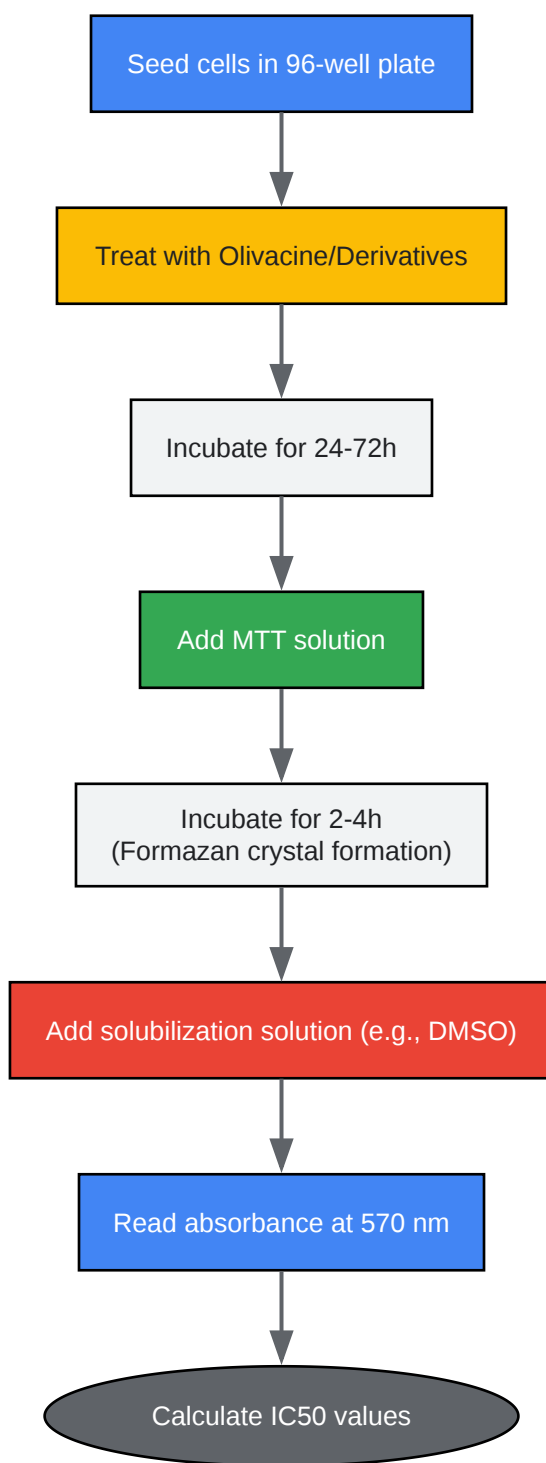 Seed cells in 96-well plate
Treat with Olivacine/Derivatives
Incubate for 24-72h
Add MTT solution
Incubate for 2-4h
(Formazan crystal formation)
Add solubilization solution (e.g., DMSO)
Read absorbance at 570 nm
Calculate IC50 values